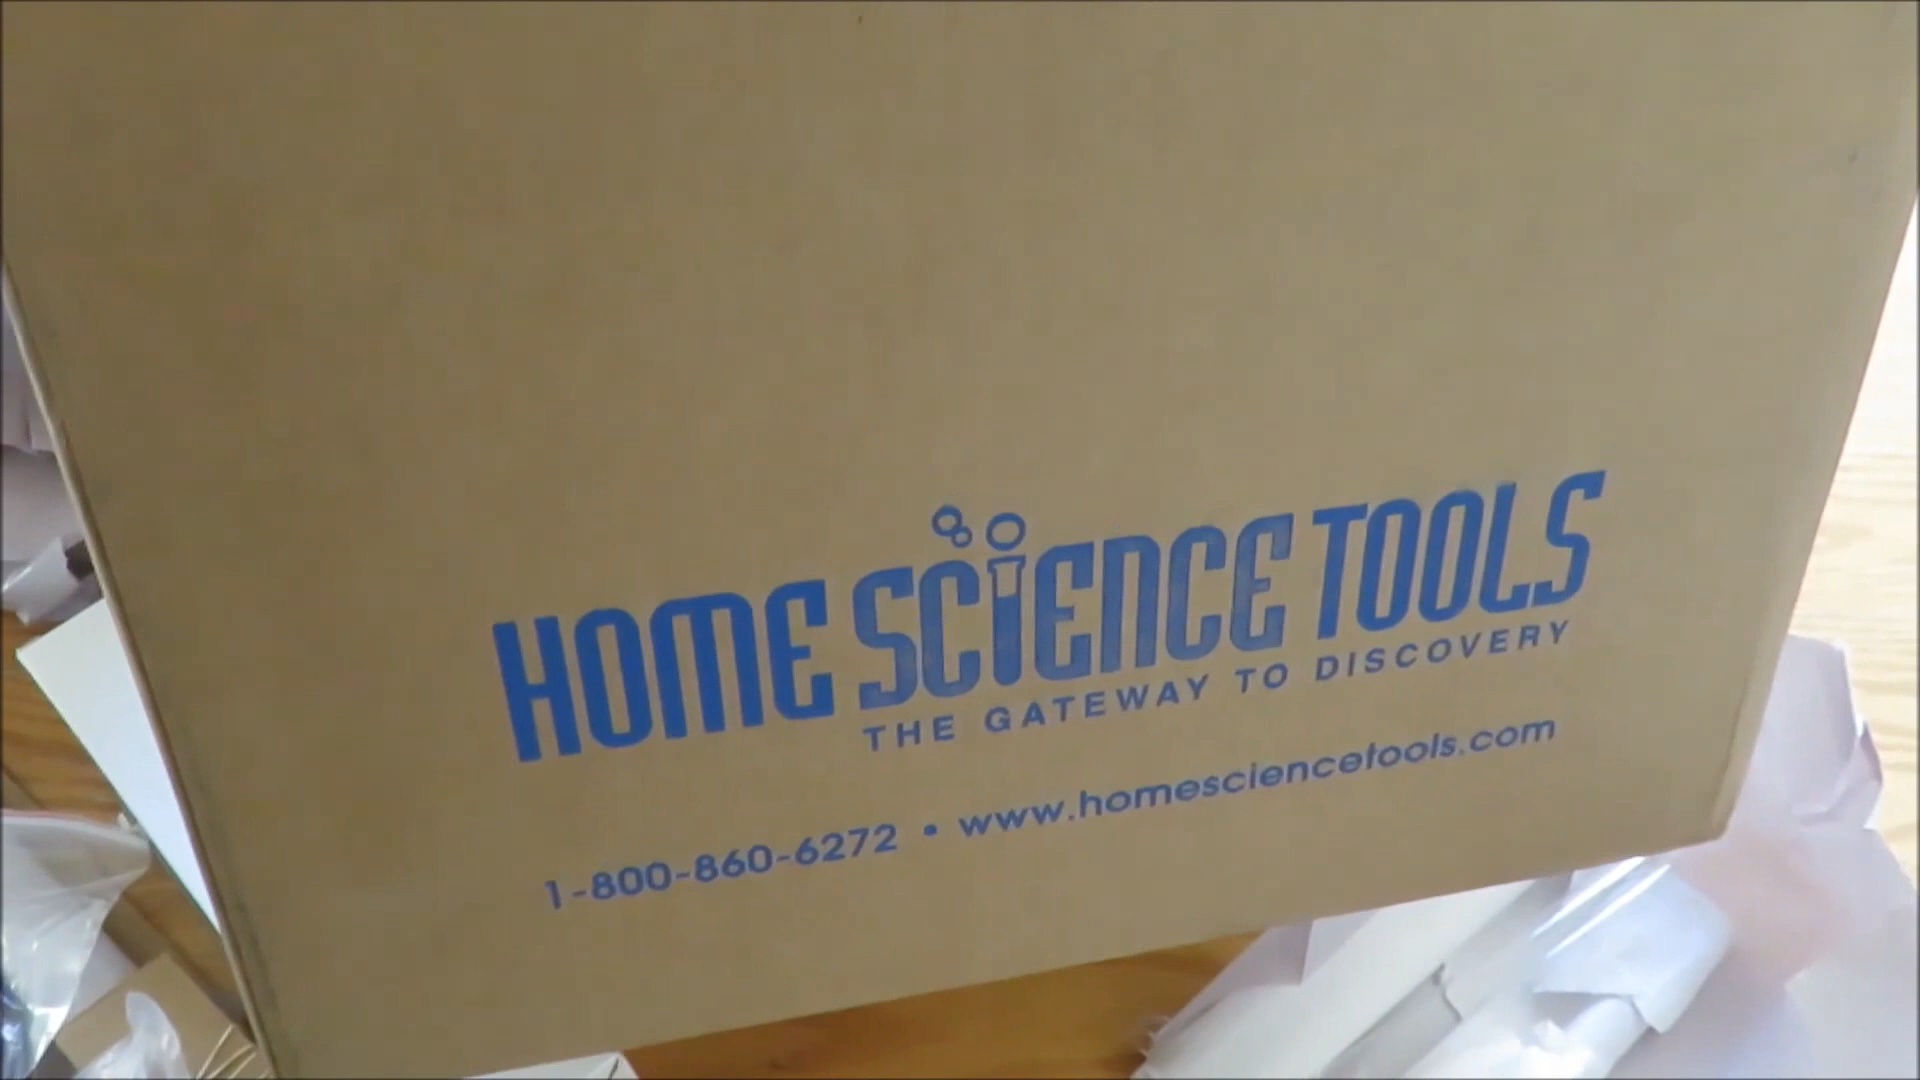 HOME SCIENCE TOOLS
THE GATEWAY TO DISCOVERY
1-800-860-6272 • www.homesciencetools.com